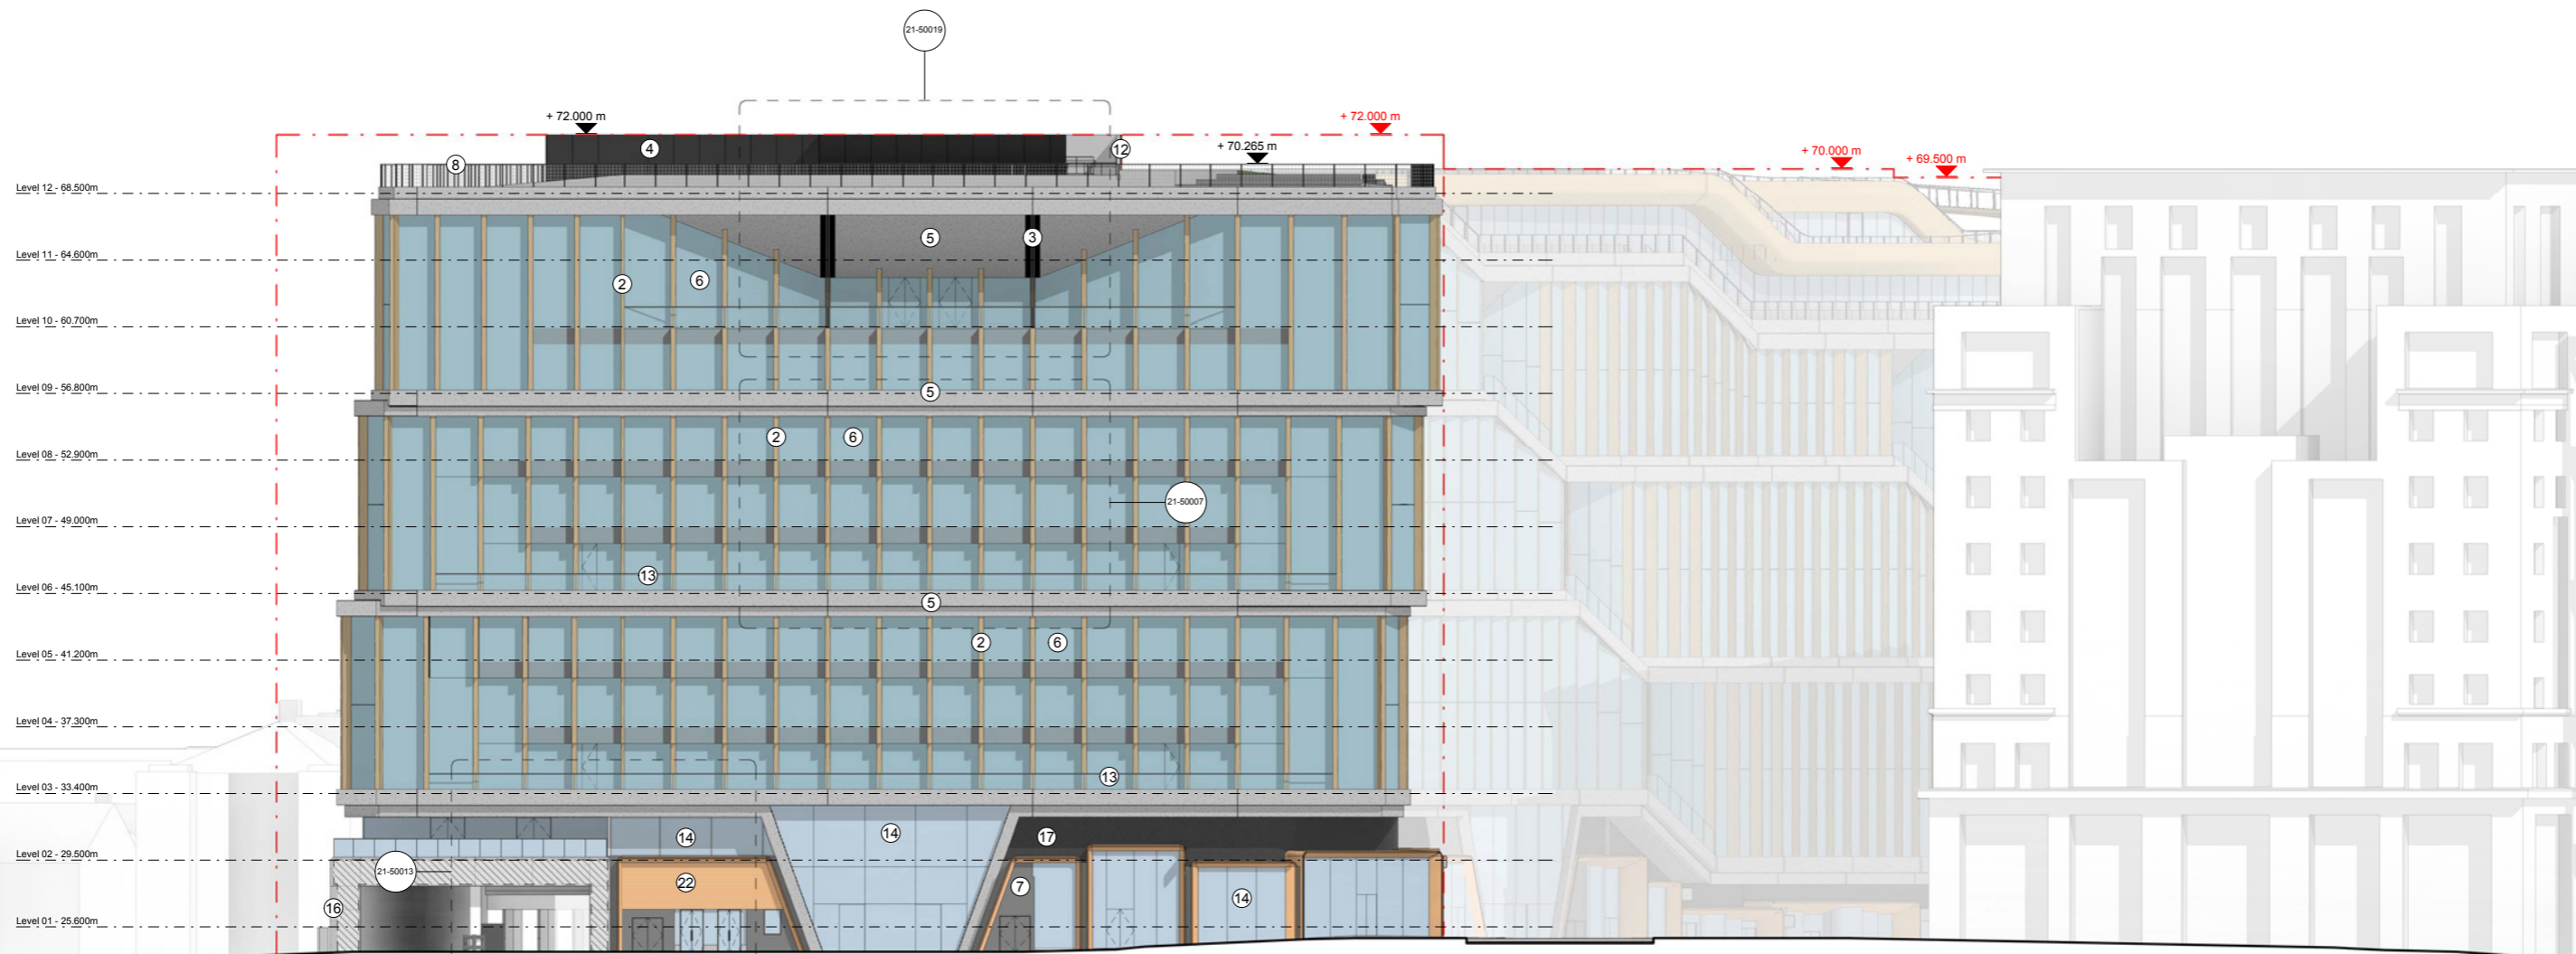 21-50019
+ 72.000 m
+ 72.000 m
4
12
+ 70.265 m
+ 70.000 m
+ 69.500 m
8
Level 12 - 68.500m
5
3
Level 11 - 64.600m
2
6
Level 10 - 60.700m
Level 09 - 56.800m
5
2
6
Level 08 - 52.900m
21-50007
Level 07 - 49.000m
13
Level 06 - 45.100m
5
2
6
Level 05 - 41.200m
Level 04 - 37.300m
13
Level 03 - 33.400m
14
14
17
Level 02 - 29.500m
21-50013
22
7
14
16
Level 01 - 25.600m